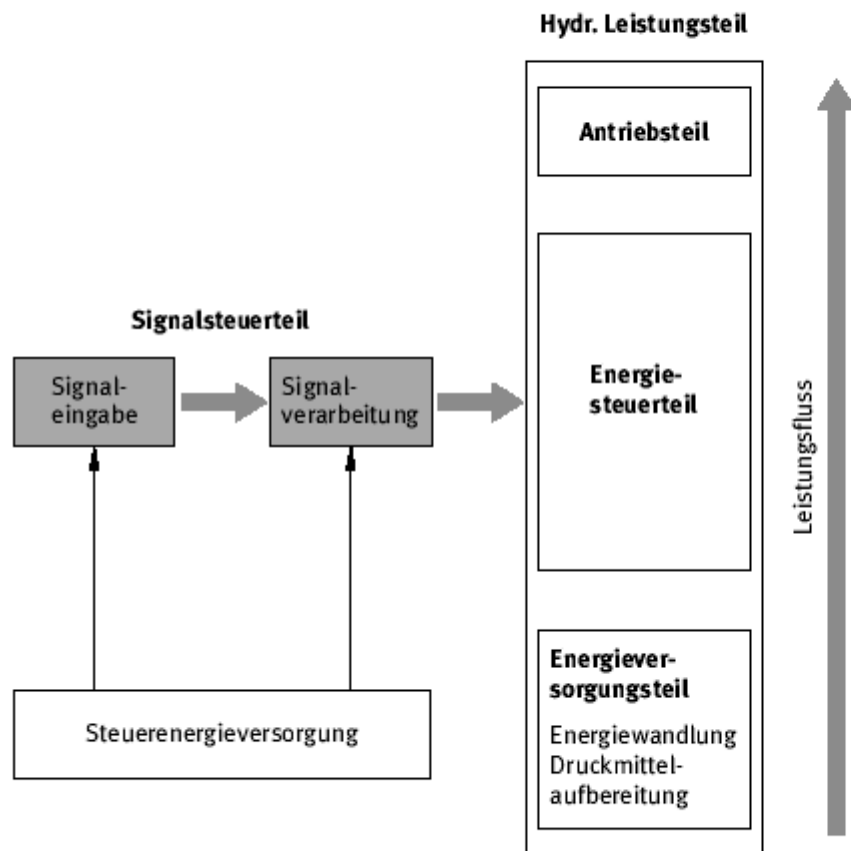 Hydr. Leistungsteil
Antriebsteil
Signalsteuerteil
Signal-
eingabe
Signal-
verarbeitung
Energie-
steuerteil
Leistungsfluss
Steuerenergieversorgung
Energiever-
sorgungsteil
Energiewandlung
Druckmittel-
aufbereitung